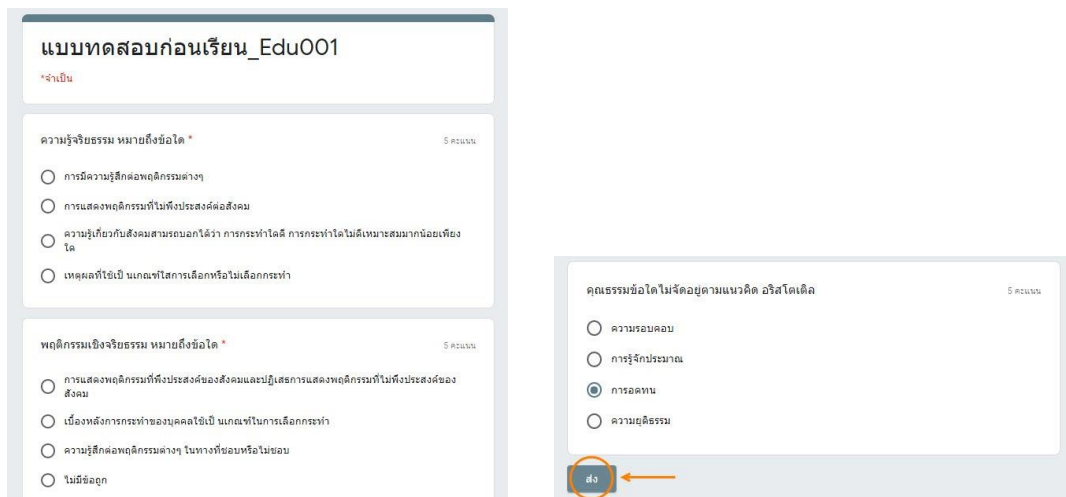 แบบทดสอบก่อนเรียน_Edu001
*จำเป็น
ความรู้จริยธรรม หมายถึงข้อใด * 5 คะแนน
การมีความรู้สึกต่อพฤติกรรมต่างๆ
การแสดงพฤติกรรมที่ไม่พึงประสงค์ต่อสังคม
ความรู้เกี่ยวกับสังคมสามรถบอกได้ว่า การกระทำใดดี การกระทำใดไม่ดีเหมาะสมมากน้อยเพียง
ใด
เหตุผลที่ใช้เป็ นเกณฑ์ใสการเลือกหรือไม่เลือกกระทำ
พฤติกรรมเชิงจริยธรรม หมายถึงข้อใด * 5 คะแนน
การแสดงพฤติกรรมที่พึงประสงค์ของสังคมและปฏิเสธการแสดงพฤติกรรมที่ไม่พึงประสงค์ของ
สังคม
เบื้องหลังการกระทำของบุคคลใช้เป็ นเกณฑ์ในการเลือกกระทำ
ความรู้สึกต่อพฤติกรรมต่างๆ ในทางที่ชอบหรือไม่ชอบ
ไม่มีข้อถูก
คุณธรรมข้อใดไม่จัดอยู่ตามแนวคิด อริสโตเติล 5 คะแนน
ความรอบคอบ
การรู้จักประมาณ
การอดทน
ความยุติธรรม
ส่ง